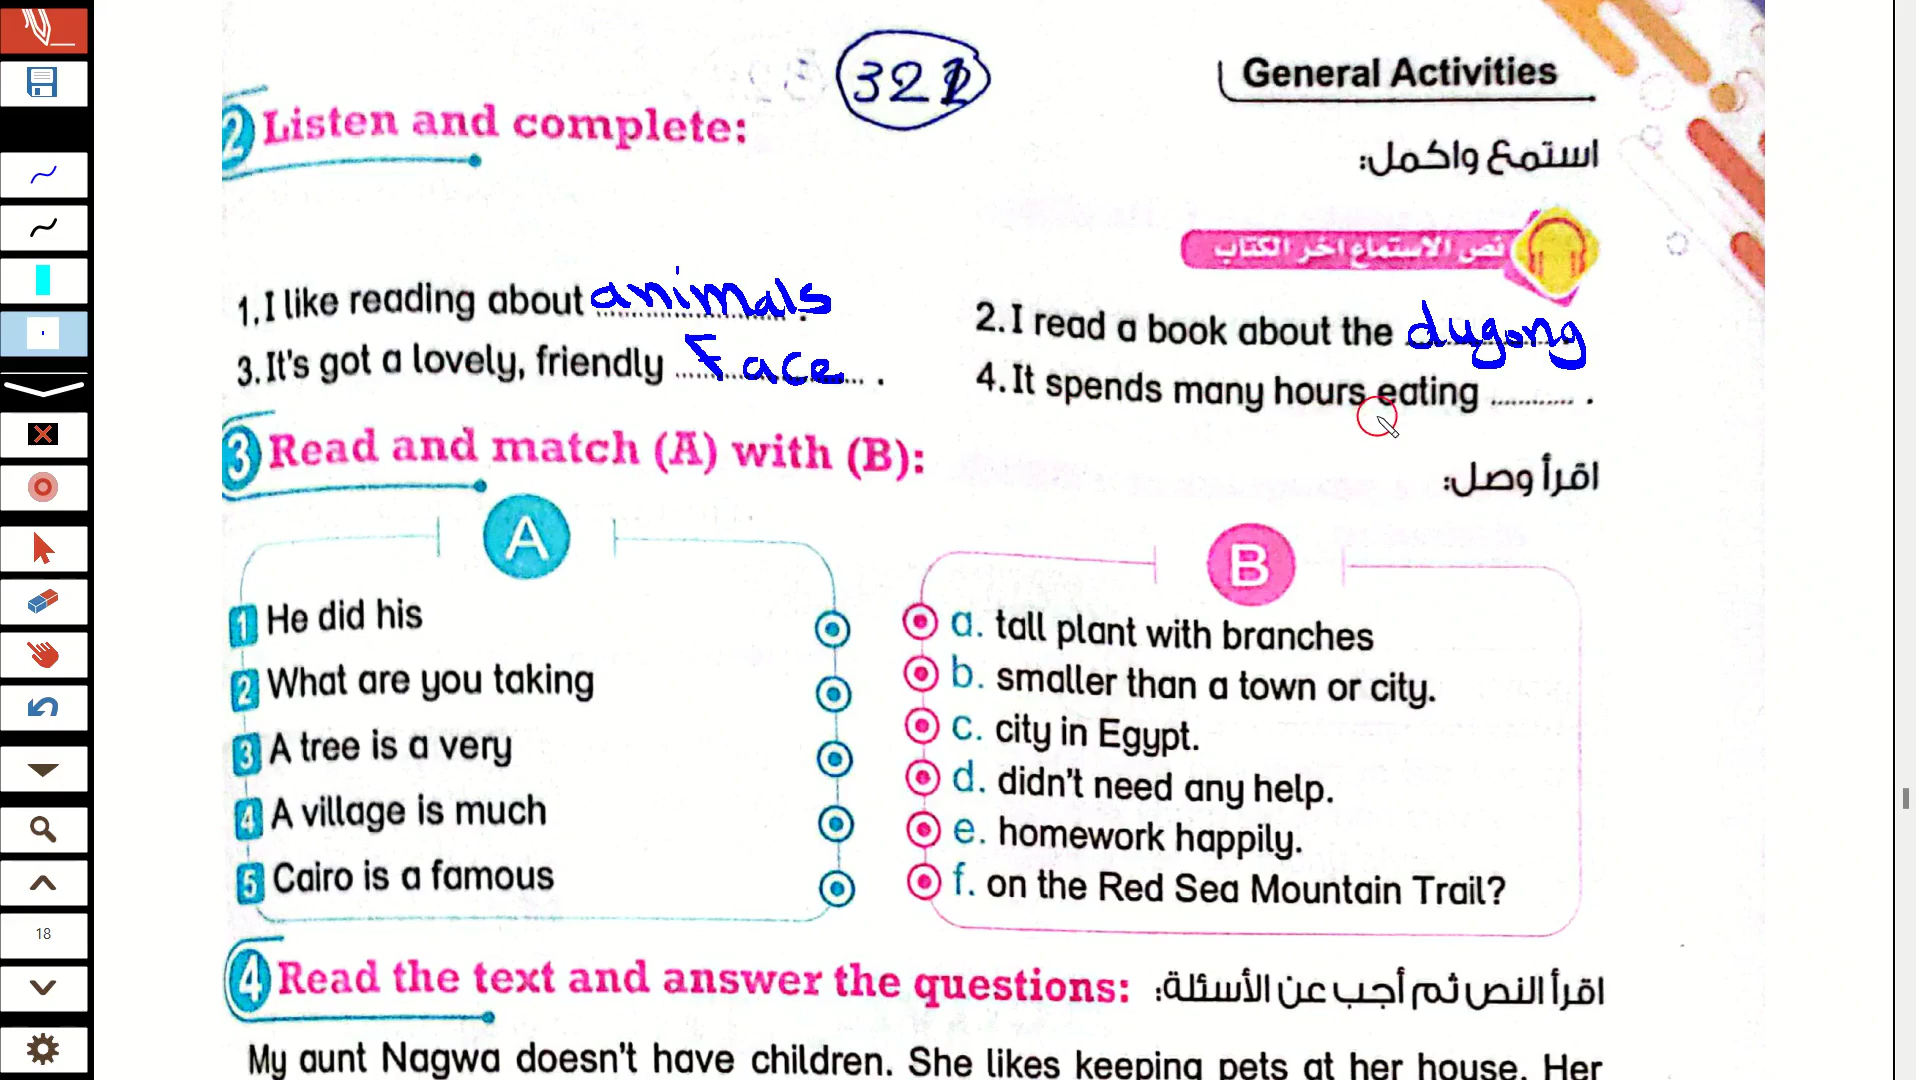 321
General Activities
2 Listen and complete:
استمع واكمل:
نص الاستماع اخر الكتاب
1. I like reading about animals .
2. I read a book about the dugong
3. It's got a lovely, friendly Face .
4. It spends many hours eating ............ .
3 Read and match (A) with (B):
اقرأ وصل:
A
B
1 He did his
2 What are you taking
3 A tree is a very
4 A village is much
5 Cairo is a famous
a. tall plant with branches
b. smaller than a town or city.
c. city in Egypt.
d. didn't need any help.
e. homework happily.
f. on the Red Sea Mountain Trail?
4 Read the text and answer the questions:
اقرأ النص ثم أجب عن الأسئلة:
My aunt Nagwa doesn't have children. She likes keeping pets at her house. Her
18